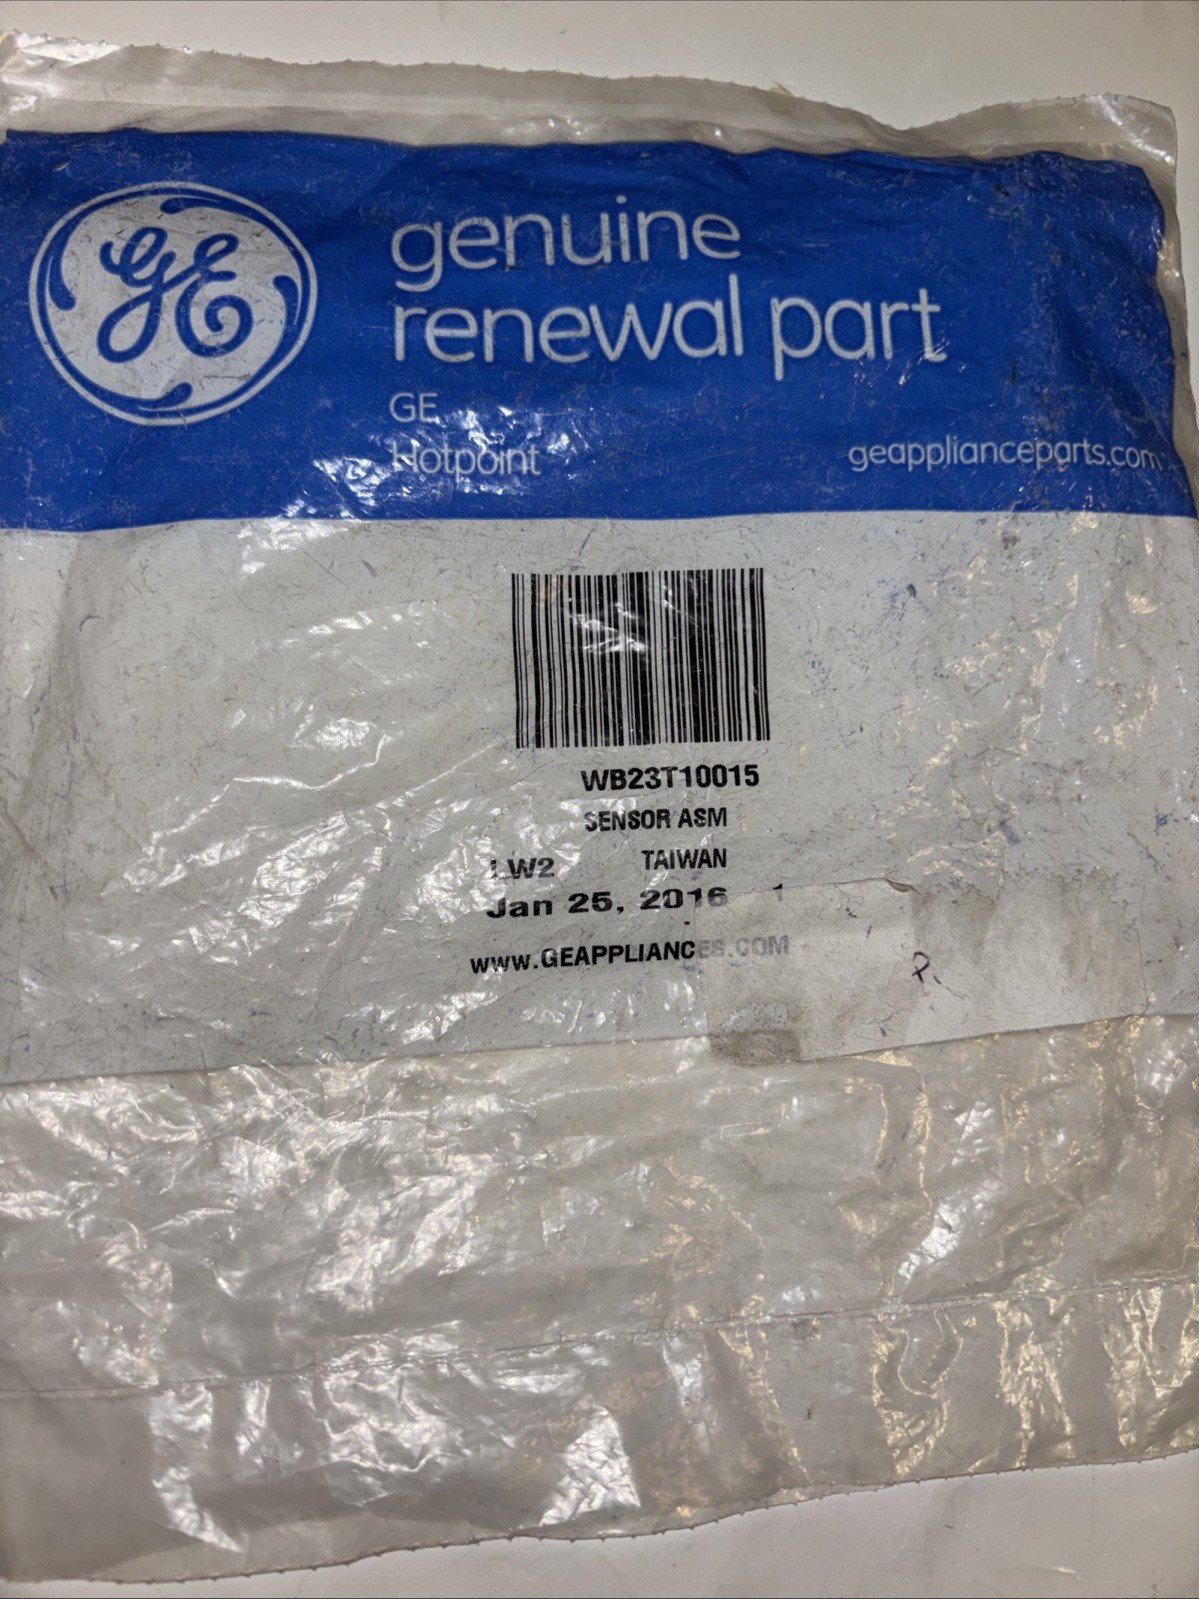 GE
genuine
renewal part
GE
Hotpoint
geapplianceparts.com
WB23T10015
SENSOR ASM
LW2 TAIWAN
Jan 25, 2016 1
WWW.GEAPPLIANCES.COM
P.